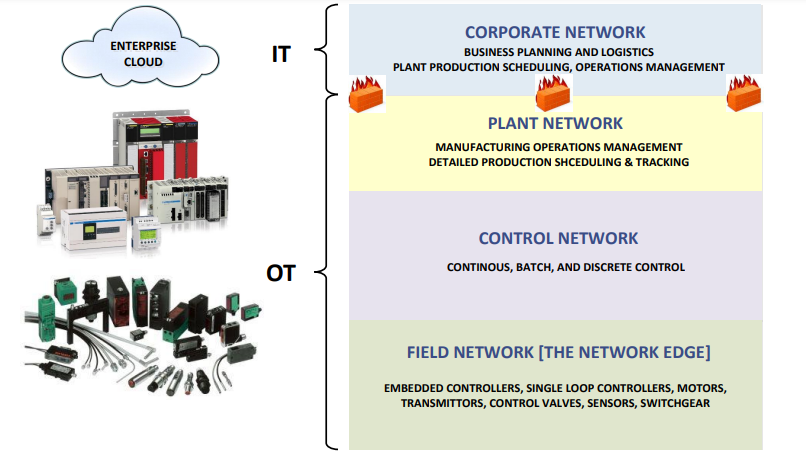 ENTERPRISE
CLOUD
IT
OT
CORPORATE NETWORK
BUSINESS PLANNING AND LOGISTICS
PLANT PRODUCTION SCHEDULING, OPERATIONS MANAGEMENT
PLANT NETWORK
MANUFACTURING OPERATIONS MANAGEMENT
DETAILED PRODUCTION SHCEDULING & TRACKING
CONTROL NETWORK
CONTINOUS, BATCH, AND DISCRETE CONTROL
FIELD NETWORK [THE NETWORK EDGE]
EMBEDDED CONTROLLERS, SINGLE LOOP CONTROLLERS, MOTORS,
TRANSMITTORS, CONTROL VALVES, SENSORS, SWITCHGEAR